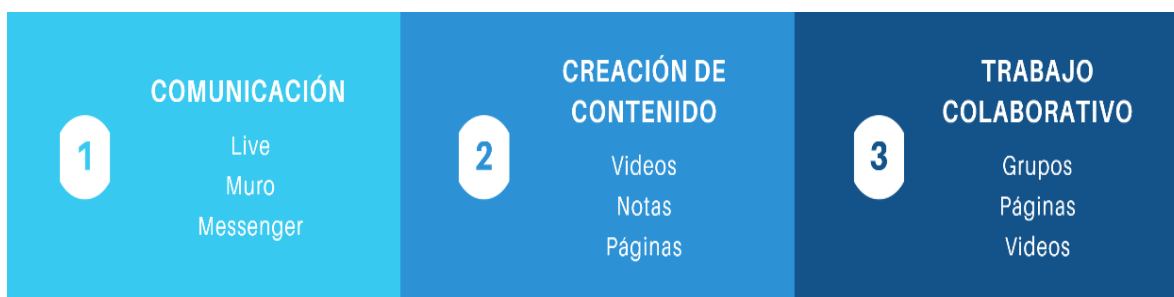 1
COMUNICACIÓN
Live
Muro
Messenger
2
CREACIÓN DE
CONTENIDO
Videos
Notas
Páginas
3
TRABAJO
COLABORATIVO
Grupos
Páginas
Videos